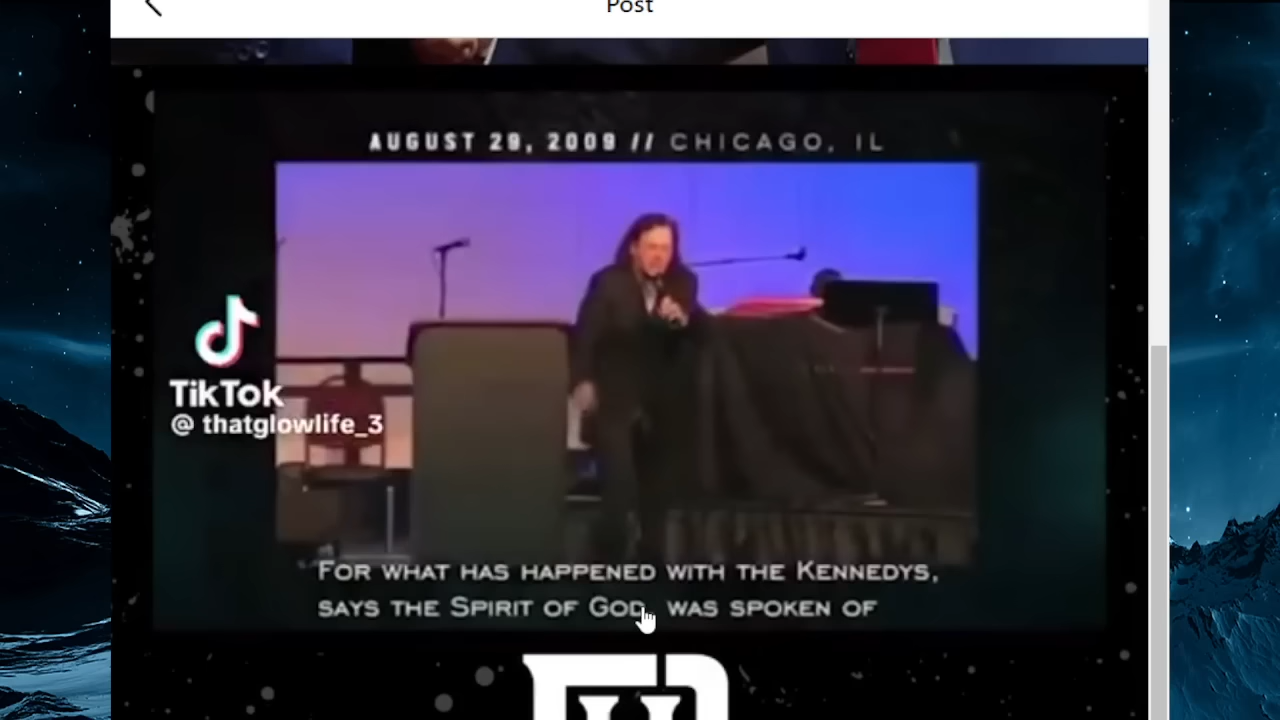 Post
AUGUST 29, 2009 // CHICAGO, IL
TikTok
@ thatglowlife_3
FOR WHAT HAS HAPPENED WITH THE KENNEDYS,
SAYS THE SPIRIT OF GOD, WAS SPOKEN OF